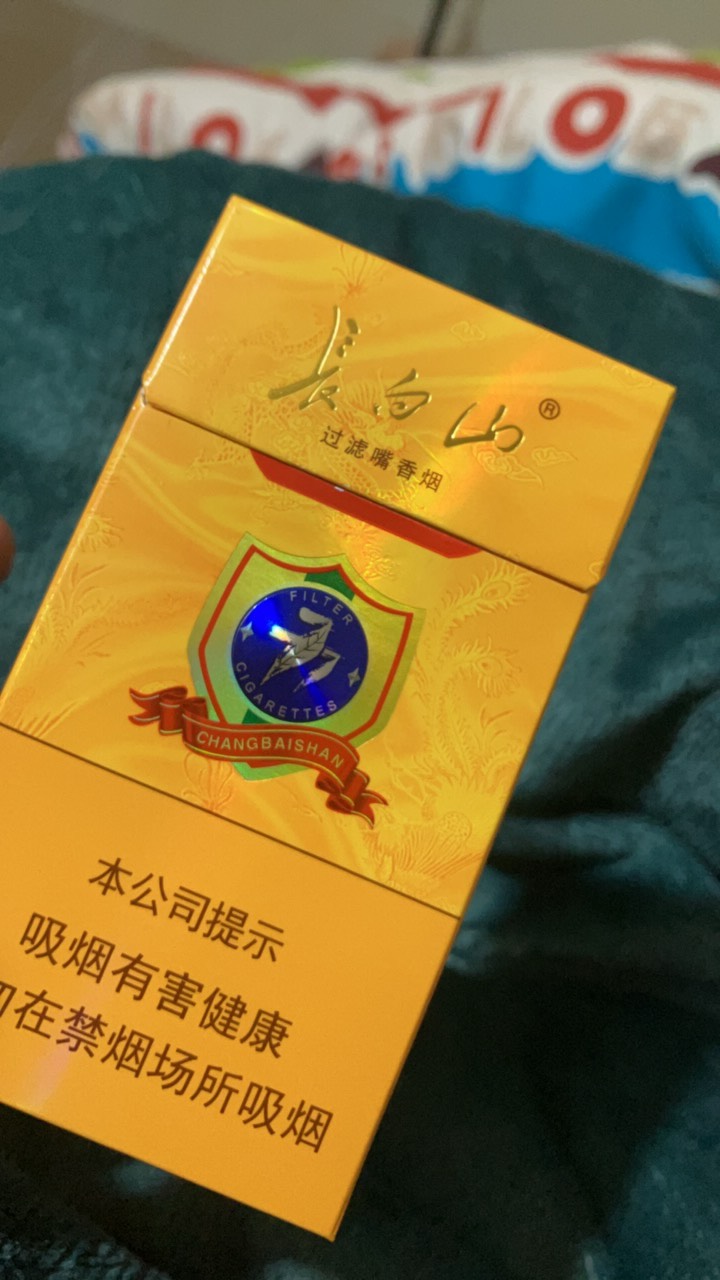 长白山®
过滤嘴香烟
FILTER
CIGARETTES
CHANGBAISHAN
本公司提示
吸烟有害健康
在禁烟场所吸烟